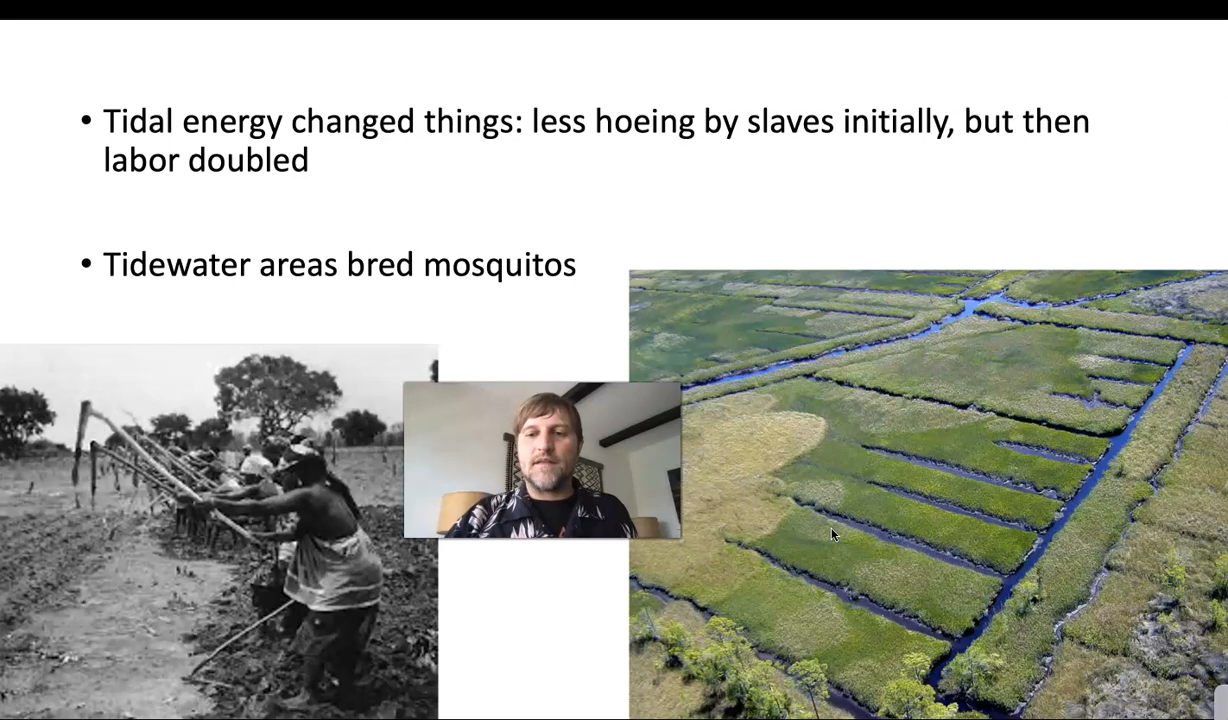 • Tidal energy changed things: less hoeing by slaves initially, but then
labor doubled
• Tidewater areas bred mosquitos